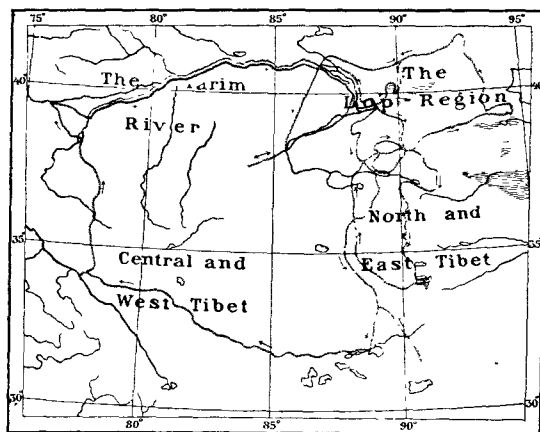 75° 80° 85° 90° 95°
The Tarim
River
The
Lop-Region
40° 40°
North and
East Tibet
35° 35°
Central and
West Tibet
30° 30°
80° 85° 90°